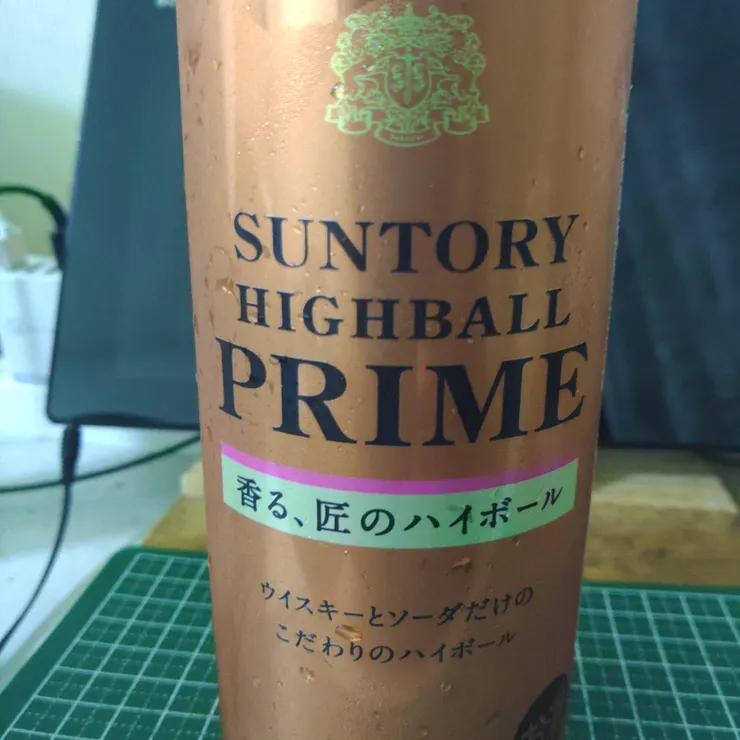 SUNTORY
HIGHBALL
PRIME
香る、匠のハイボール
ウイスキーとソーダだけの
こだわりのハイボール